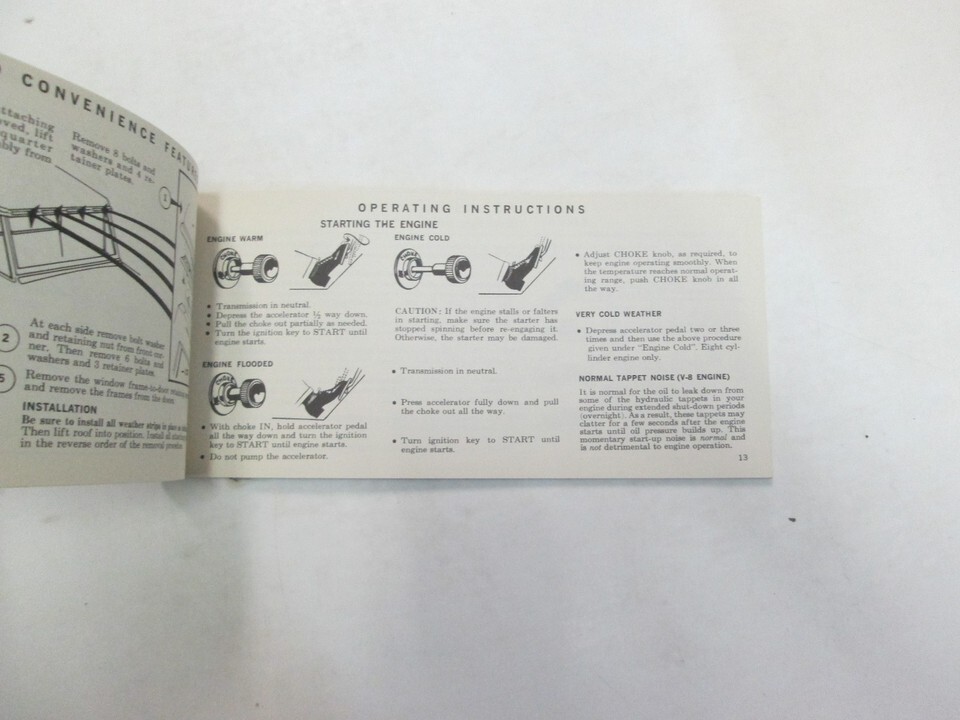 CONVENIENCE
ttaching
ved, lift
quarter
bly from
Remove 8 bolts and
washers and 4 re-
tainer plates.
2
At each side remove bolt washer
and retaining nut from front cor-
ner. Then remove 6 bolts and
washers and 3 retainer plates.
5
Remove the window frame-to-door
and remove the frames from the doors.
INSTALLATION
Be sure to install all weather strips in place
Then lift roof into position. Install all
in the reverse order of the removal
OPERATING INSTRUCTIONS
STARTING THE ENGINE
ENGINE WARM
CHOKE
• Transmission in neutral.
• Depress the accelerator ½ way down.
• Pull the choke out partially as needed.
• Turn the ignition key to START until
engine starts.
ENGINE FLOODED
CHOKE
• With choke IN, hold accelerator pedal
all the way down and turn the ignition
key to START until engine starts.
• Do not pump the accelerator.
ENGINE COLD
CHOKE
CAUTION: If the engine stalls or falters
in starting, make sure the starter has
stopped spinning before re-engaging it.
Otherwise, the starter may be damaged.
• Transmission in neutral.
• Press accelerator fully down and pull
the choke out all the way.
• Turn ignition key to START until
engine starts.
• Adjust CHOKE knob, as required, to
keep engine operating smoothly. When
the temperature reaches normal operat-
ing range, push CHOKE knob in all
the way.
VERY COLD WEATHER
• Depress accelerator pedal two or three
times and then use the above procedure
given under "Engine Cold". Eight cyl-
linder engine only.
NORMAL TAPPET NOISE (V-8 ENGINE)
It is normal for the oil to leak down from
some of the hydraulic tappets in your
engine during extended shut-down periods
(overnight). As a result, these tappets may
clatter for a few seconds after the engine
starts until oil pressure builds up. This
momentary start-up noise is normal and
is not detrimental to engine operation.
13